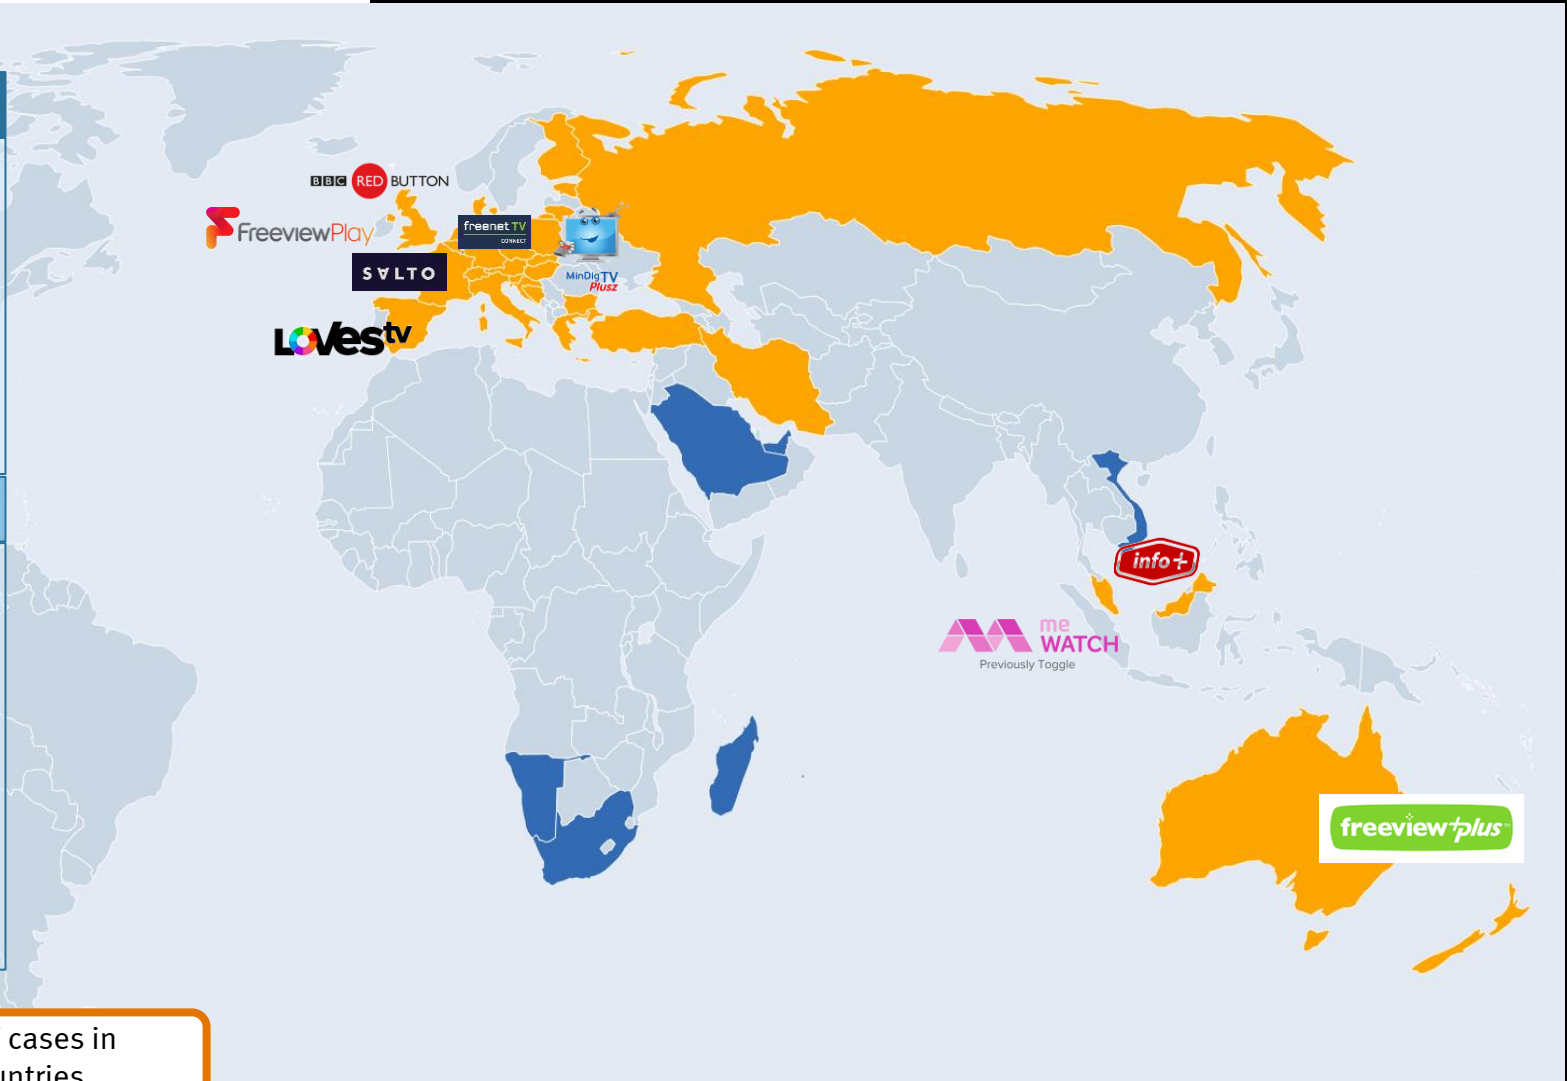 BBC RED BUTTON
FreeviewPlay
freenet TV
CONNECT
SALTO
MinDigTV
Plusz
LOVEStv
info+
me
WATCH
Previously Toggle
freeview+plus
cases in
untries